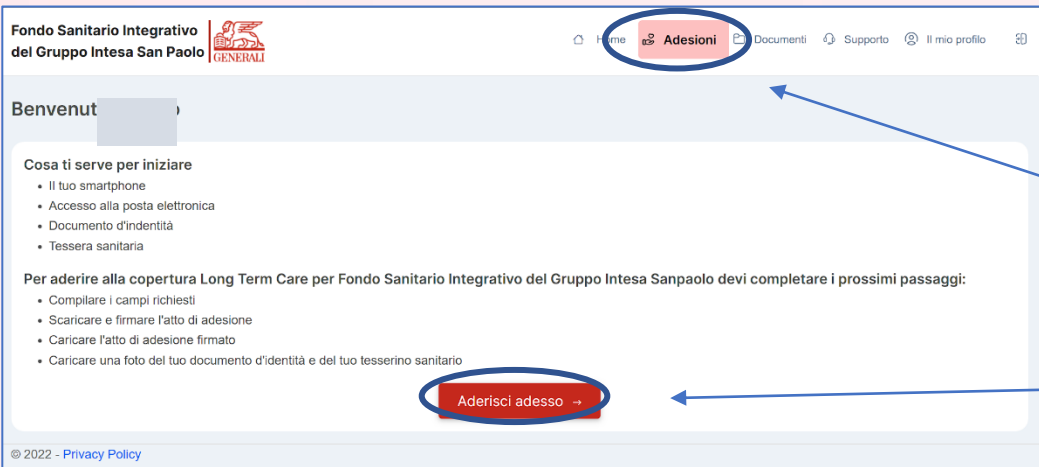 Fondo Sanitario Integrativo
del Gruppo Intesa San Paolo
GENERALI
Home
Adesioni
Documenti
Supporto
Il mio profilo
Benvenut
Cosa ti serve per iniziare
• Il tuo smartphone
• Accesso alla posta elettronica
• Documento d'indentità
• Tessera sanitaria
Per aderire alla copertura Long Term Care per Fondo Sanitario Integrativo del Gruppo Intesa Sanpaolo devi completare i prossimi passaggi:
• Compilare i campi richiesti
• Scaricare e firmare l'atto di adesione
• Caricare l'atto di adesione firmato
• Caricare una foto del tuo documento d'identità e del tuo tesserino sanitario
Aderisci adesso →
© 2022 - Privacy Policy